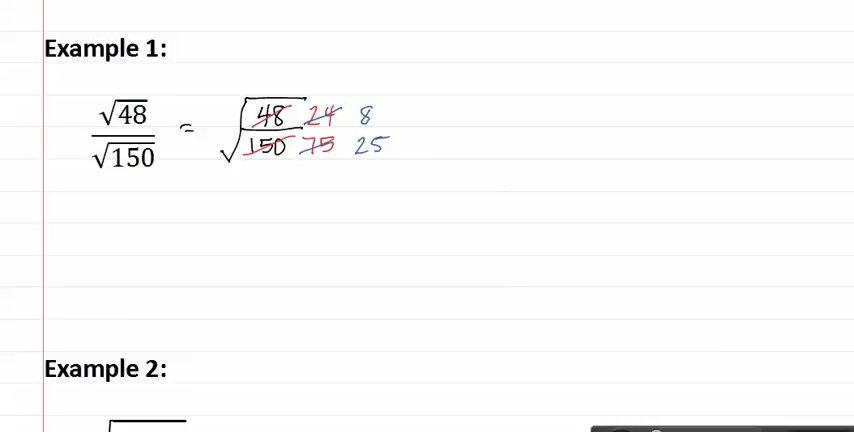 Example 1:
√48 / √150 = √(48/150) 24/75 8/25
Example 2: